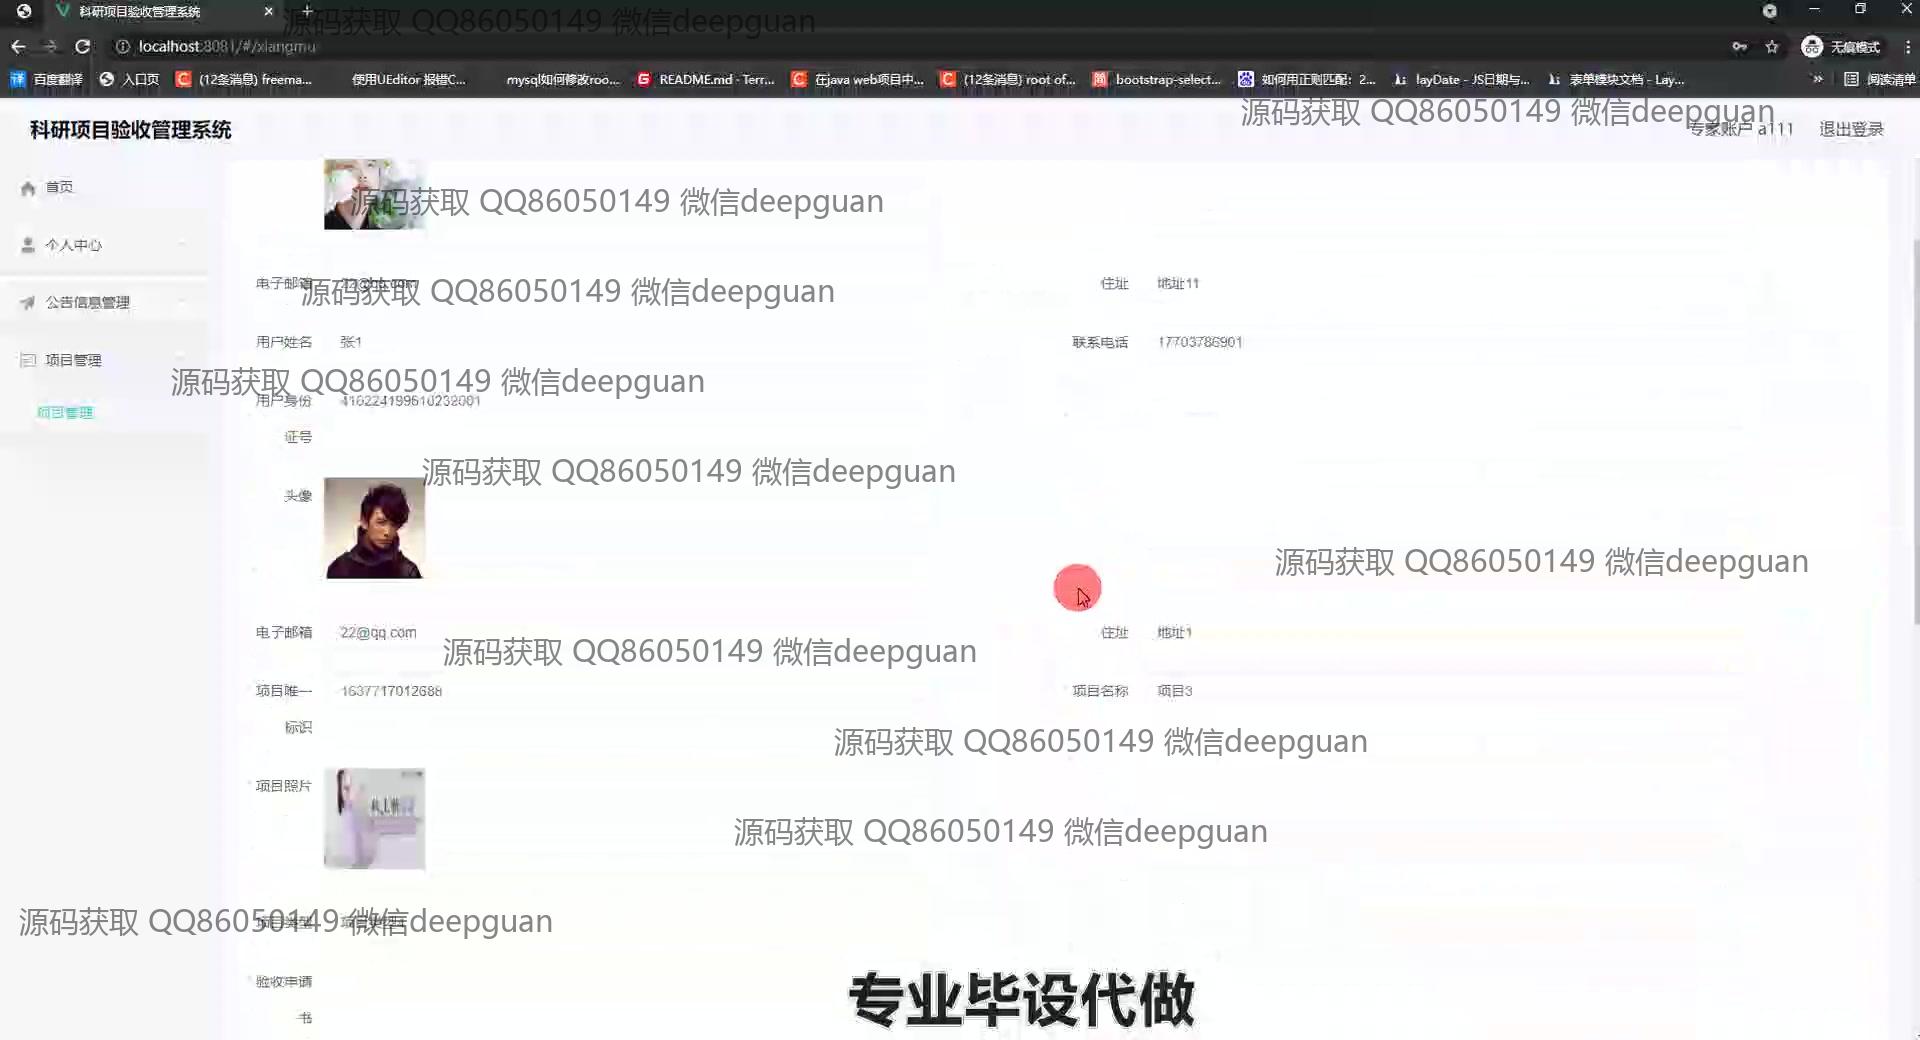 科研项目验收管理系统
源码获取 QQ86050149 微信deepguan
localhost:8081/#/xiangmu
无痕模式
百度翻译 入口页 (12条消息) freema... 使用UEditor 报错C... mysql如何修改roo... README.md · Terr... 在java web项目中... (12条消息) root of... bootstrap-select... 如何用正则匹配：2... layDate - JS日期与... 表单模块文档 - Lay... » 阅读清单
源码获取 QQ86050149 微信deepguan
科研项目验收管理系统
专家账户 a111 退出登录
首页
源码获取 QQ86050149 微信deepguan
个人中心
电子邮箱 22@qq.com 住址 地址11
源码获取 QQ86050149 微信deepguan
公告信息管理
用户姓名 张1 联系电话 17703786901
项目管理
源码获取 QQ86050149 微信deepguan
用户身份 410224199610232001
项目管理
证号
源码获取 QQ86050149 微信deepguan
头像
源码获取 QQ86050149 微信deepguan
电子邮箱 22@qq.com 住址 地址1
源码获取 QQ86050149 微信deepguan
项目唯一 1637717012688 项目名称 项目3
标识
源码获取 QQ86050149 微信deepguan
项目照片
源码获取 QQ86050149 微信deepguan
项目类型
源码获取 QQ86050149 微信deepguan
验收申请
专业毕设代做
书